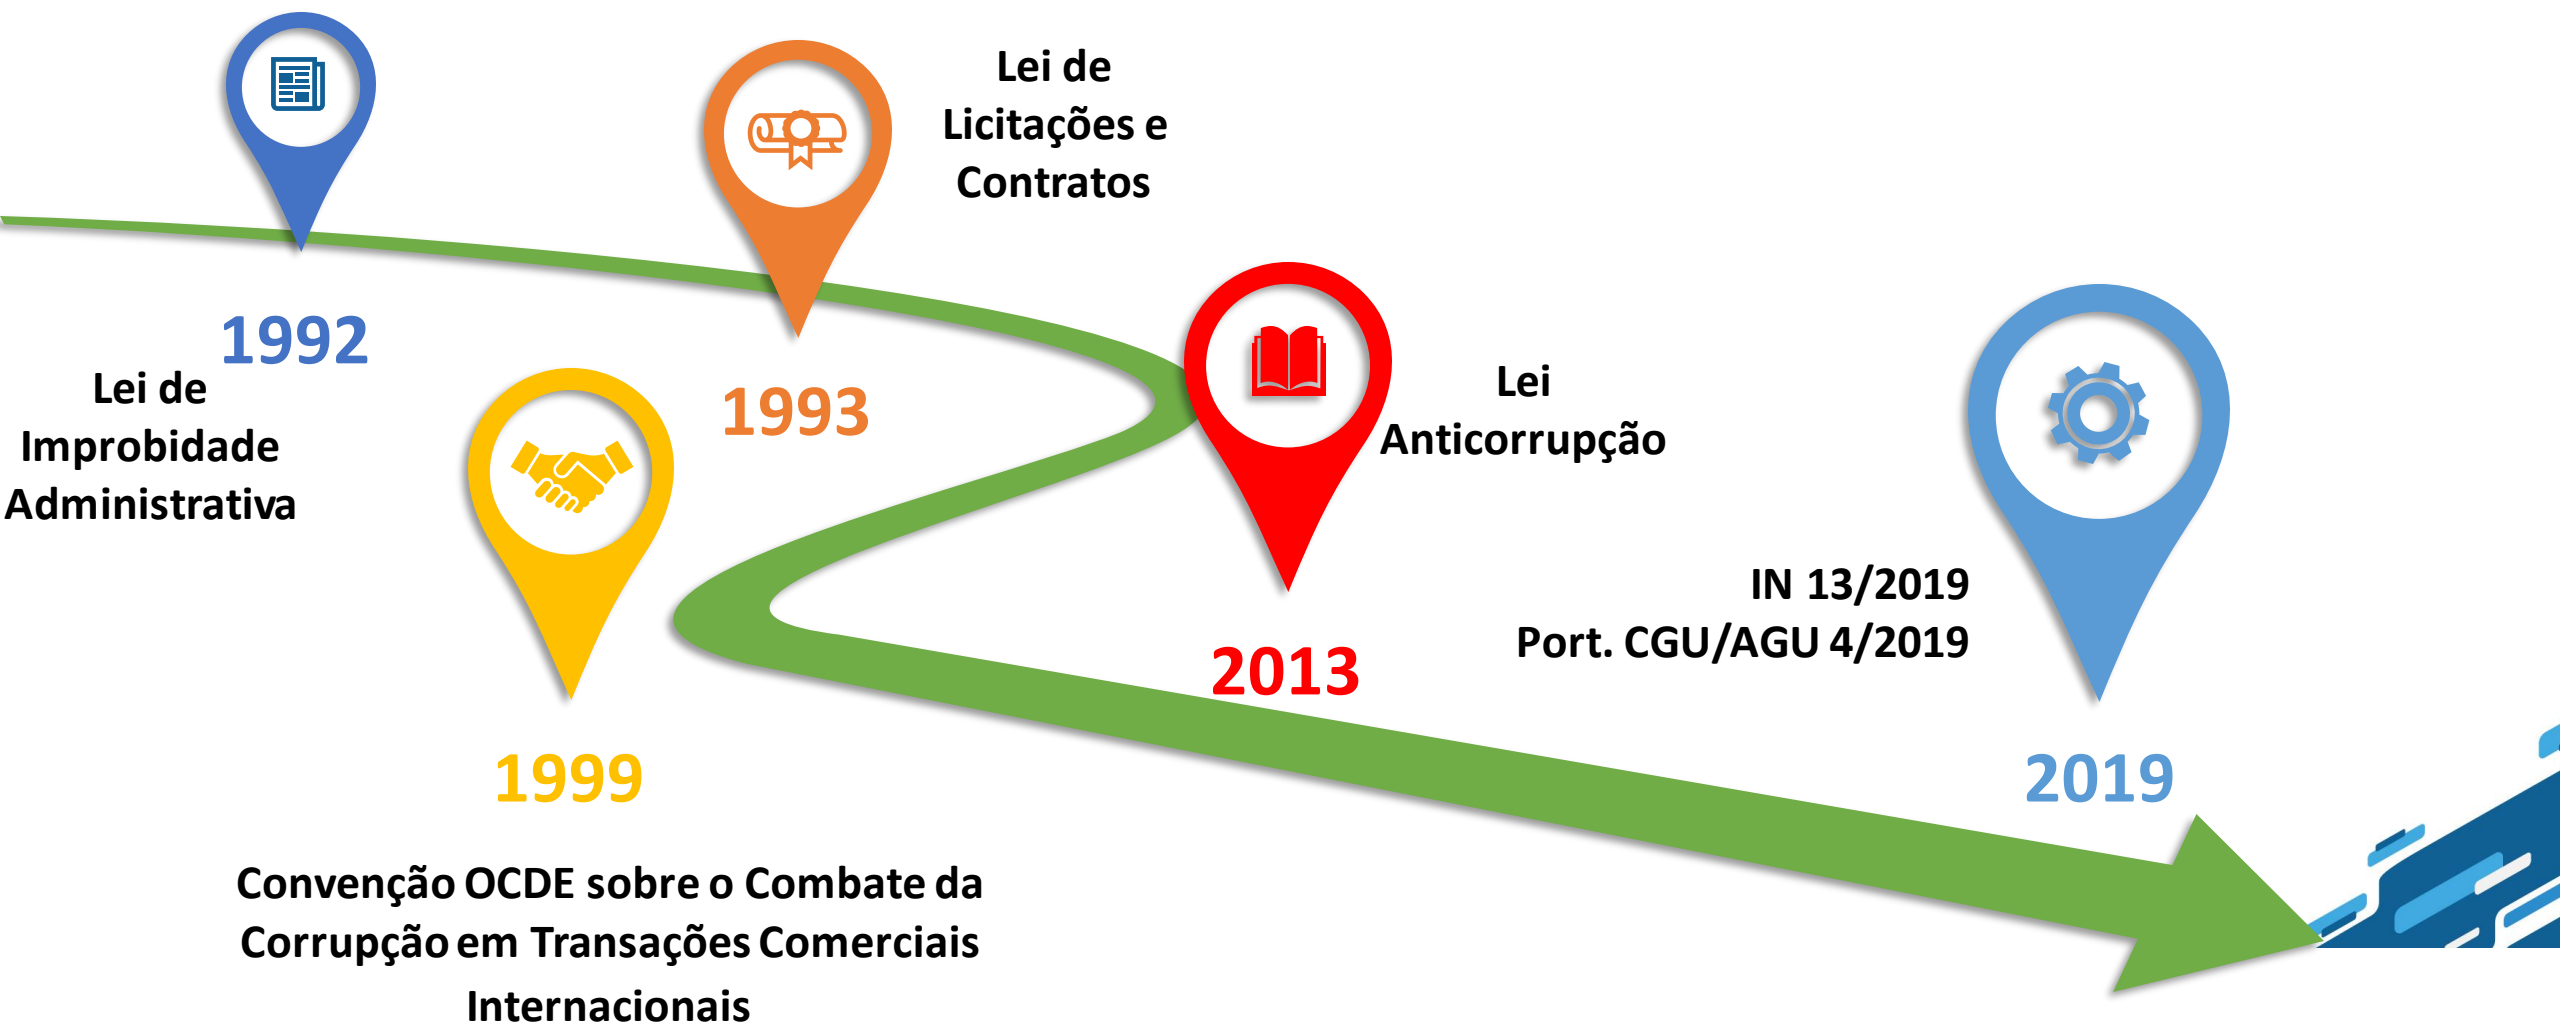 1992
Lei de
Improbidade
Administrativa
Lei de
Licitações e
Contratos
1993
1999
Convenção OCDE sobre o Combate da
Corrupção em Transações Comerciais
Internacionais
Lei
Anticorrupção
2013
IN 13/2019
Port. CGU/AGU 4/2019
2019